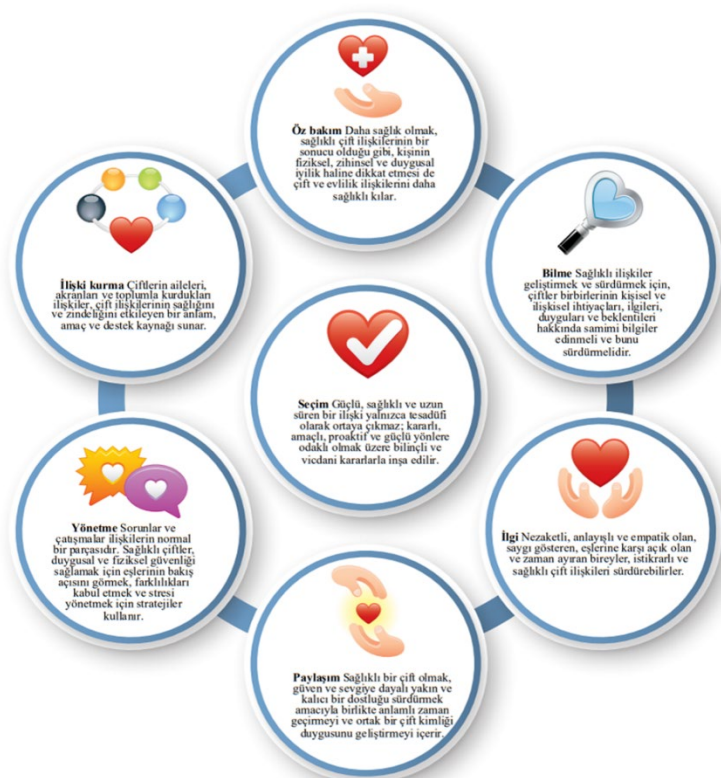 Öz bakım Daha sağlık olmak,
sağlıklı çift ilişkilerinin bir
sonucu olduğu gibi, kişinin
fiziksel, zihinsel ve duygusal
iyilik haline dikkat etmesi de
çift ve evlilik ilişkilerini daha
sağlıklı kılar.
Bilme Sağlıklı ilişkiler
geliştirmek ve sürdürmek için,
çiftler birbirlerinin kişisel ve
ilişkisel ihtiyaçları, ilgileri,
duyguları ve beklentileri
hakkında samimi bilgiler
edinmeli ve bunu
sürdürmelidir.
İlgi Nezaketli, anlayışlı ve empatik olan,
saygı gösteren, eşlerine karşı açık olan
ve zaman ayıran bireyler, istikrarlı ve
sağlıklı çift ilişkileri sürdürebilirler.
Paylaşım Sağlıklı bir çift olmak,
güven ve sevgiye dayalı yakın ve
kalıcı bir dostluğu sürdürmek
amacıyla birlikte anlamlı zaman
geçirmeyi ve ortak bir çift kimliği
duygusunu geliştirmeyi içerir.
Yönetme Sorunlar ve
çatışmalar ilişkilerin normal
bir parçasıdır. Sağlıklı çiftler,
duygusal ve fiziksel güvenliği
sağlamak için eşlerinin bakış
açısını görmek, farklılıkları
kabul etmek ve stresi
yönetmek için stratejiler
kullanır.
İlişki kurma Çiftlerin aileleri,
akranları ve toplumla kurdukları
ilişkiler, çift ilişkilerinin sağlığını
ve zindeliğini etkileyen bir anlam,
amaç ve destek kaynağı sunar.
Seçim Güçlü, sağlıklı ve uzun
süren bir ilişki yalnızca tesadüfi
olarak ortaya çıkmaz; kararlı,
amaçlı, proaktif ve güçlü yönlere
odaklı olmak üzere bilinçli ve
vicdani kararlarla inşa edilir.